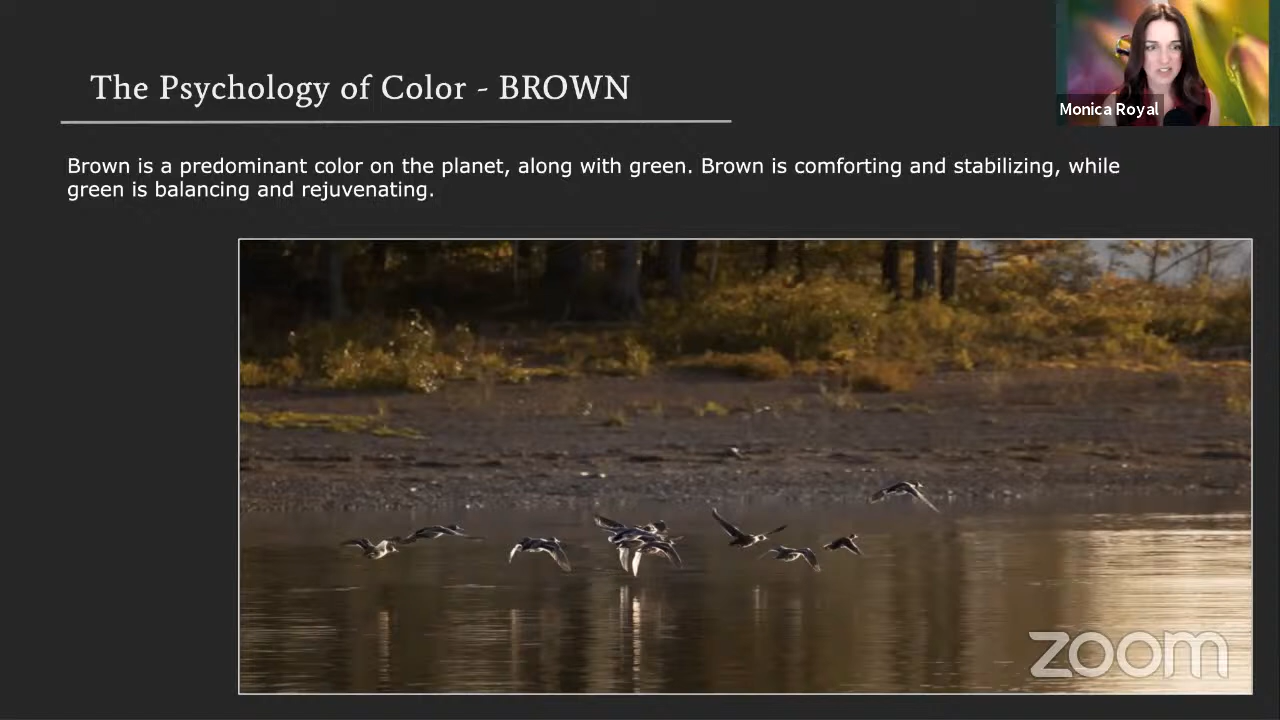 The Psychology of Color - BROWN
Monica Royal
Brown is a predominant color on the planet, along with green. Brown is comforting and stabilizing, while
green is balancing and rejuvenating.
zoom